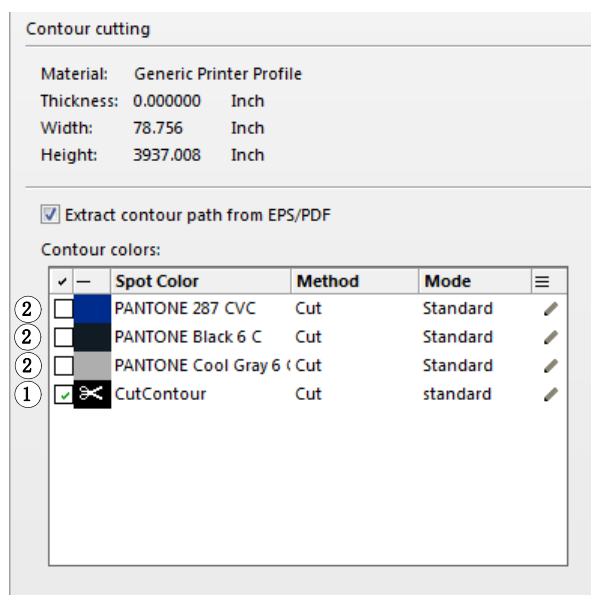 Contour cutting
Material: Generic Printer Profile
Thickness: 0.000000 Inch
Width: 78.756 Inch
Height: 3937.008 Inch
Extract contour path from EPS/PDF
Contour colors:
Spot Color Method Mode
2 PANTONE 287 CVC Cut Standard
2 PANTONE Black 6 C Cut Standard
2 PANTONE Cool Gray 6 Cut Standard
1 CutContour Cut standard